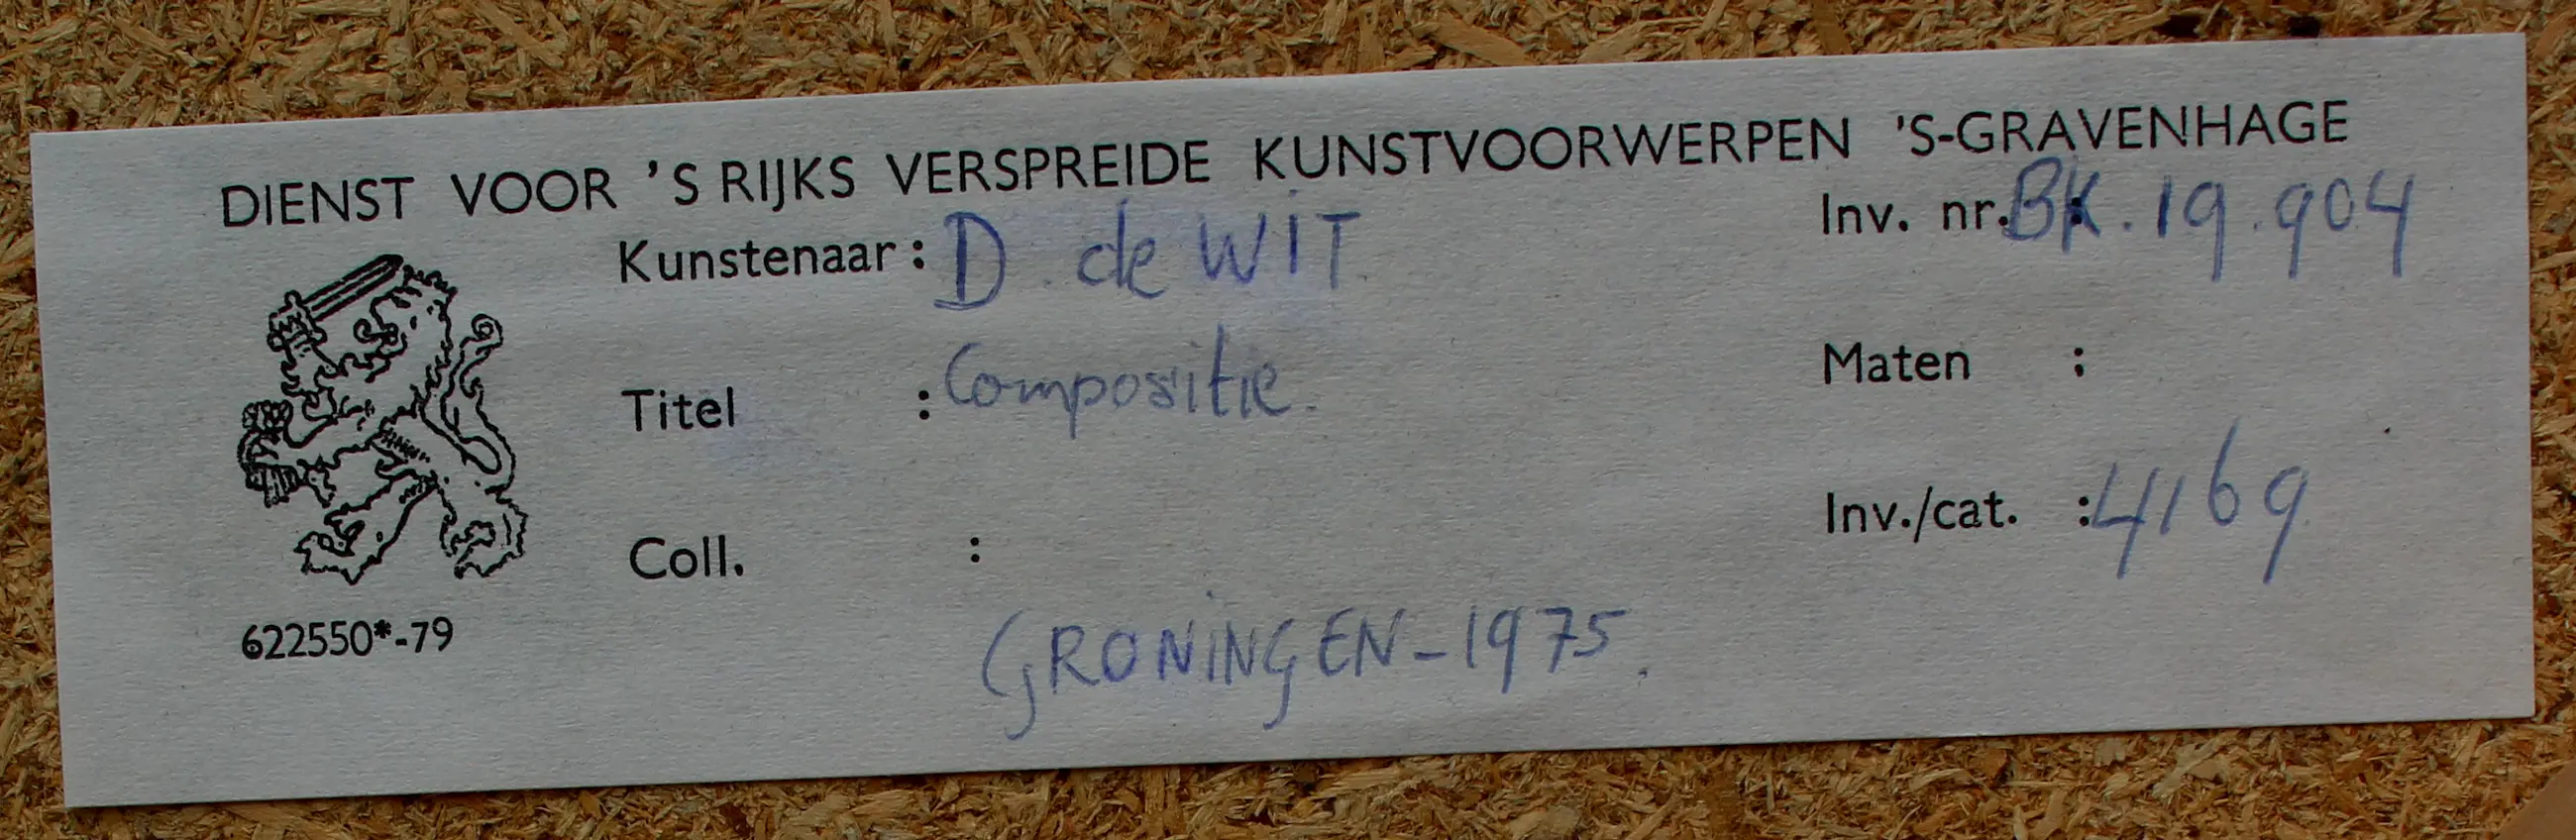 DIENST VOOR 'S RIJKS VERSPREIDE KUNSTVOORWERPEN 'S-GRAVENHAGE
Kunstenaar : D. de WIT. Inv. nr.: BK. 19.904
Titel : Compositie. Maten :
Coll. : Inv./cat. : 4169
622550*-79
GRONINGEN-1975.